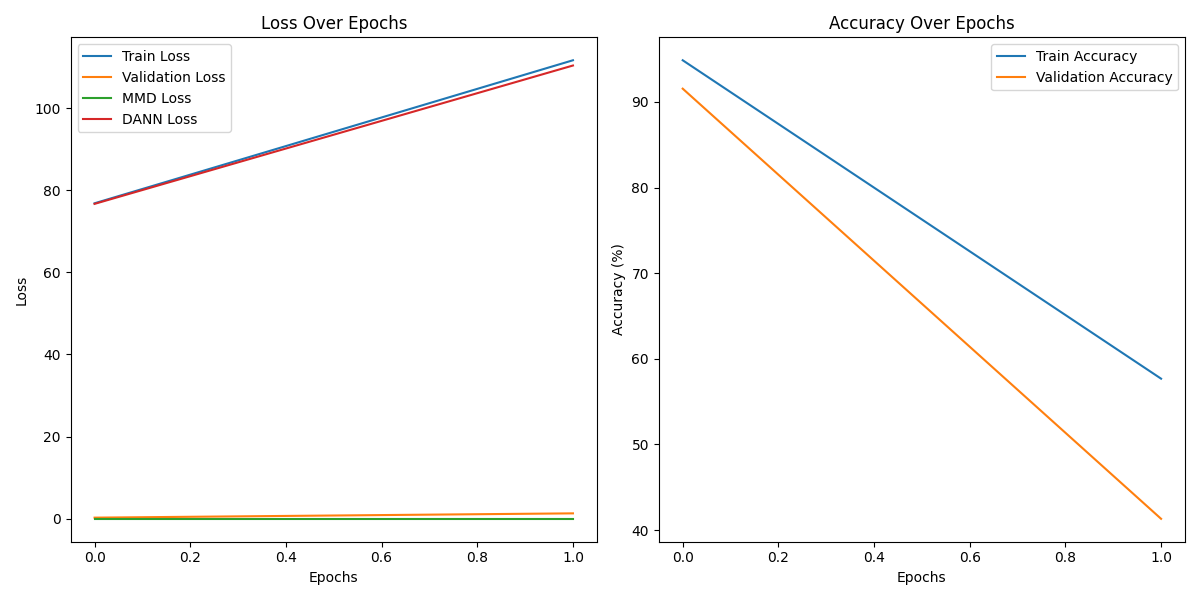 Loss Over Epochs
Train Loss
Validation Loss
MMD Loss
DANN Loss
100
80
60
40
20
0
Loss
0.0 0.2 0.4 0.6 0.8 1.0
Epochs
Accuracy Over Epochs
Train Accuracy
Validation Accuracy
90
80
70
60
50
40
Accuracy (%)
0.0 0.2 0.4 0.6 0.8 1.0
Epochs